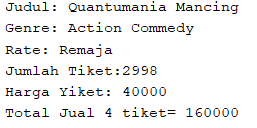 Judul: Quantumania Mancing
Genre: Action Commedy
Rate: Remaja
Jumlah Tiket:2998
Harga Yiket: 40000
Total Jual 4 tiket= 160000